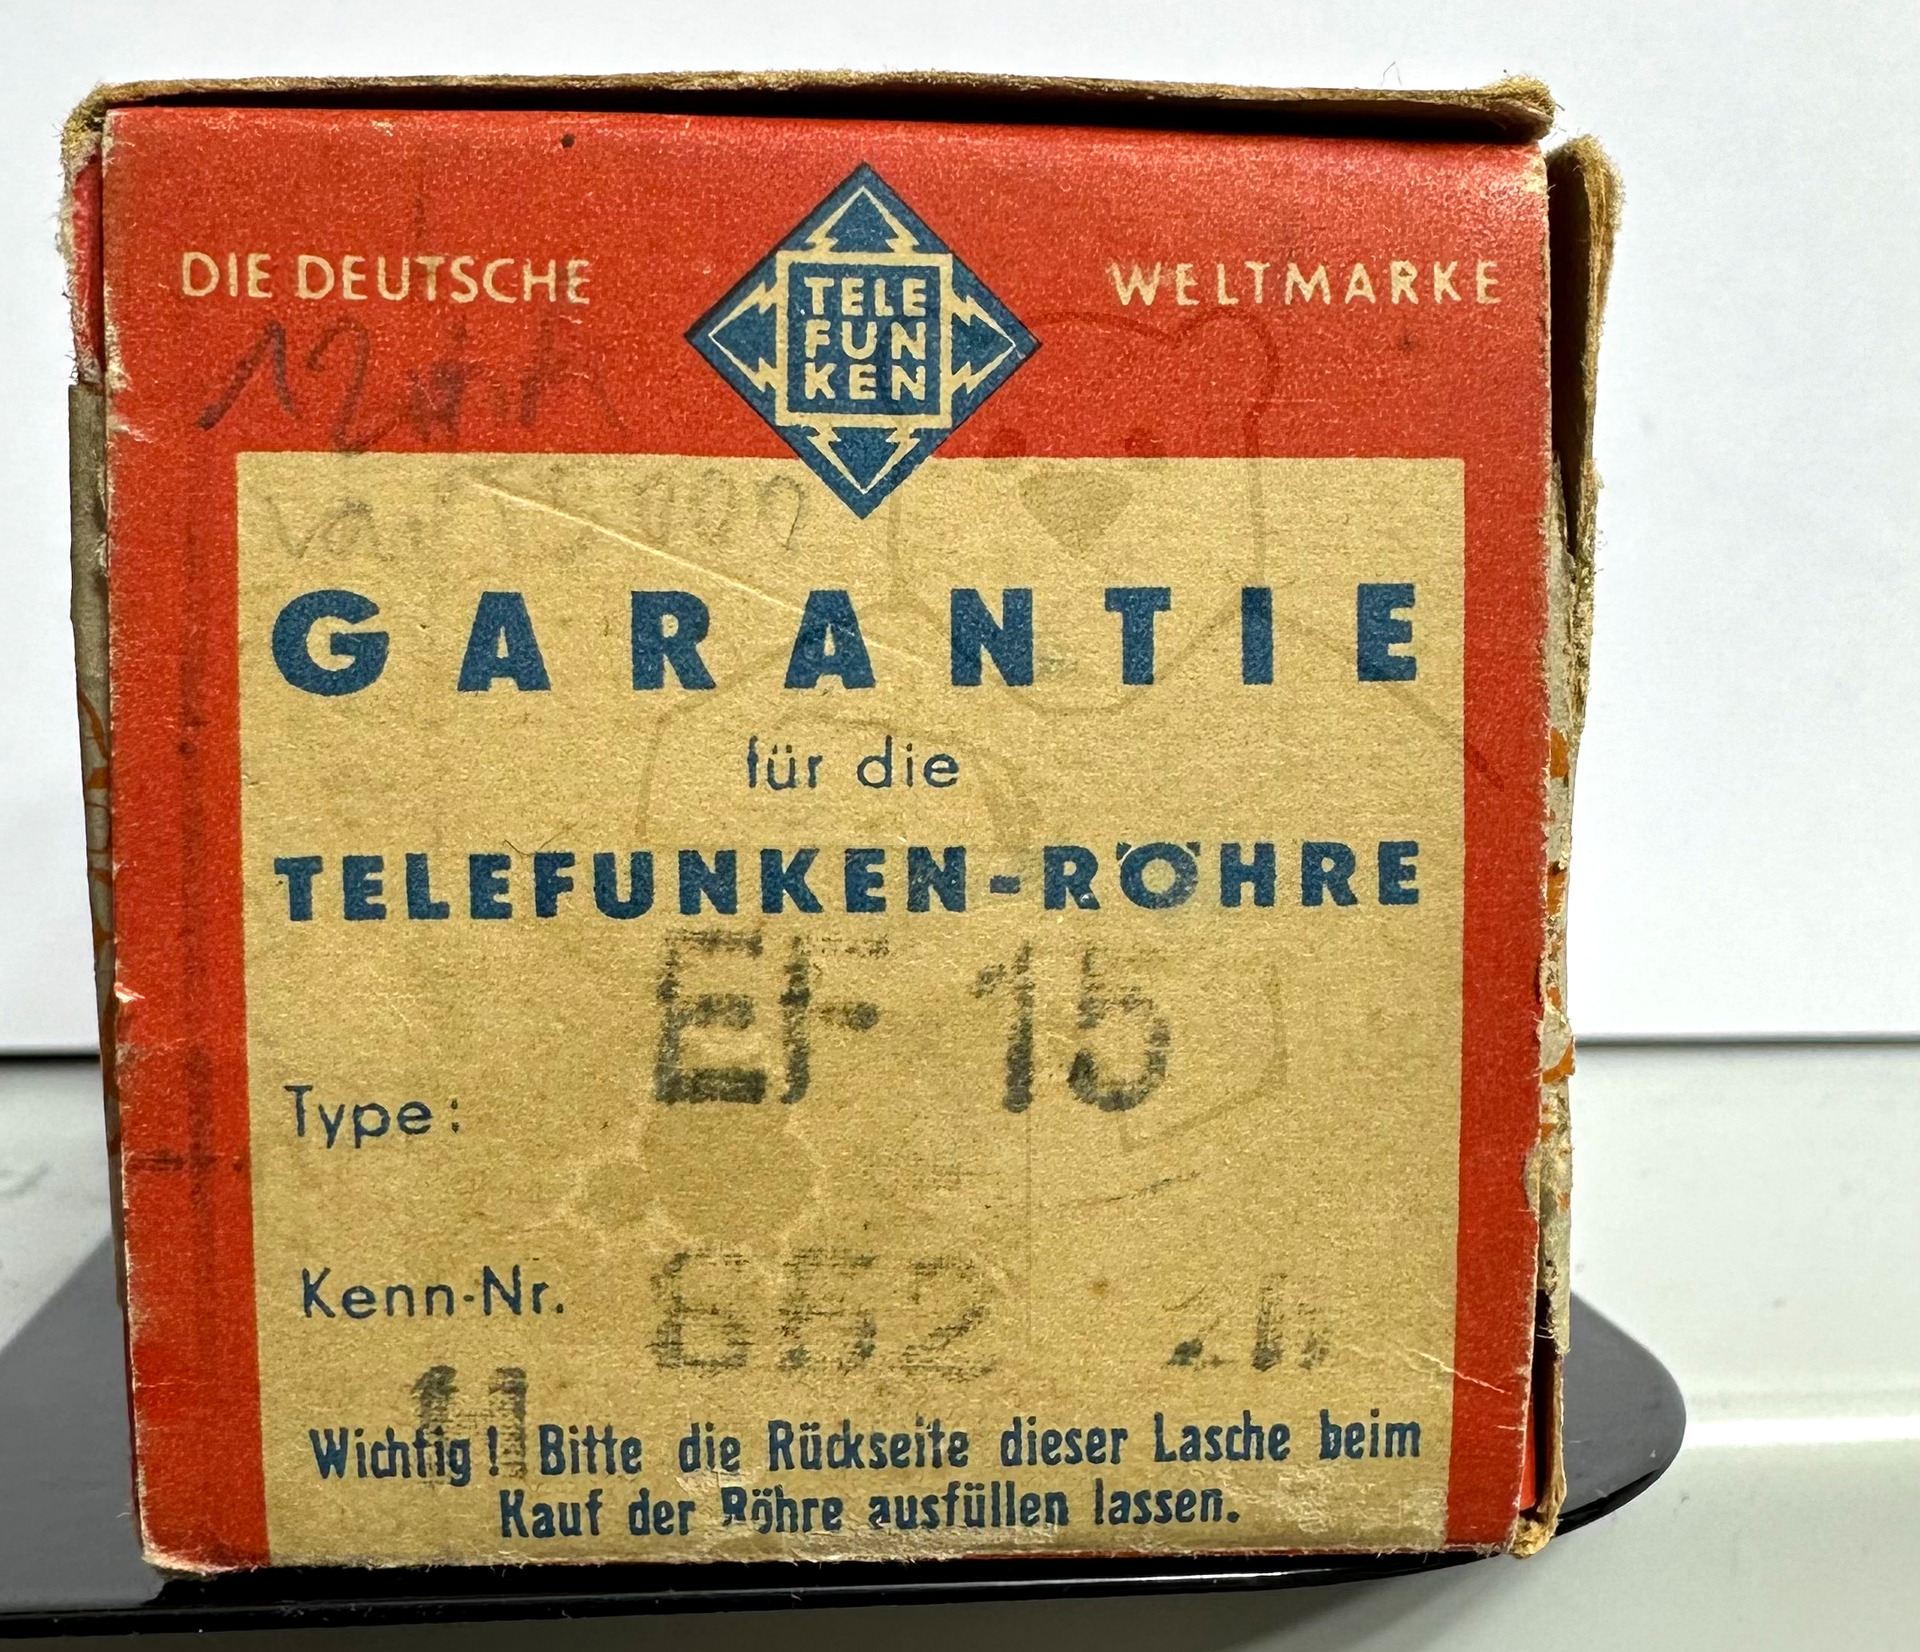 DIE DEUTSCHE
TELE
FUN
KEN
WELTMARKE
GARANTIE
für die
TELEFUNKEN-RÖHRE
EF 15
Type:
Kenn-Nr.
11
Wichtig! Bitte die Rückseite dieser Lasche beim
Kauf der Röhre ausfüllen lassen.